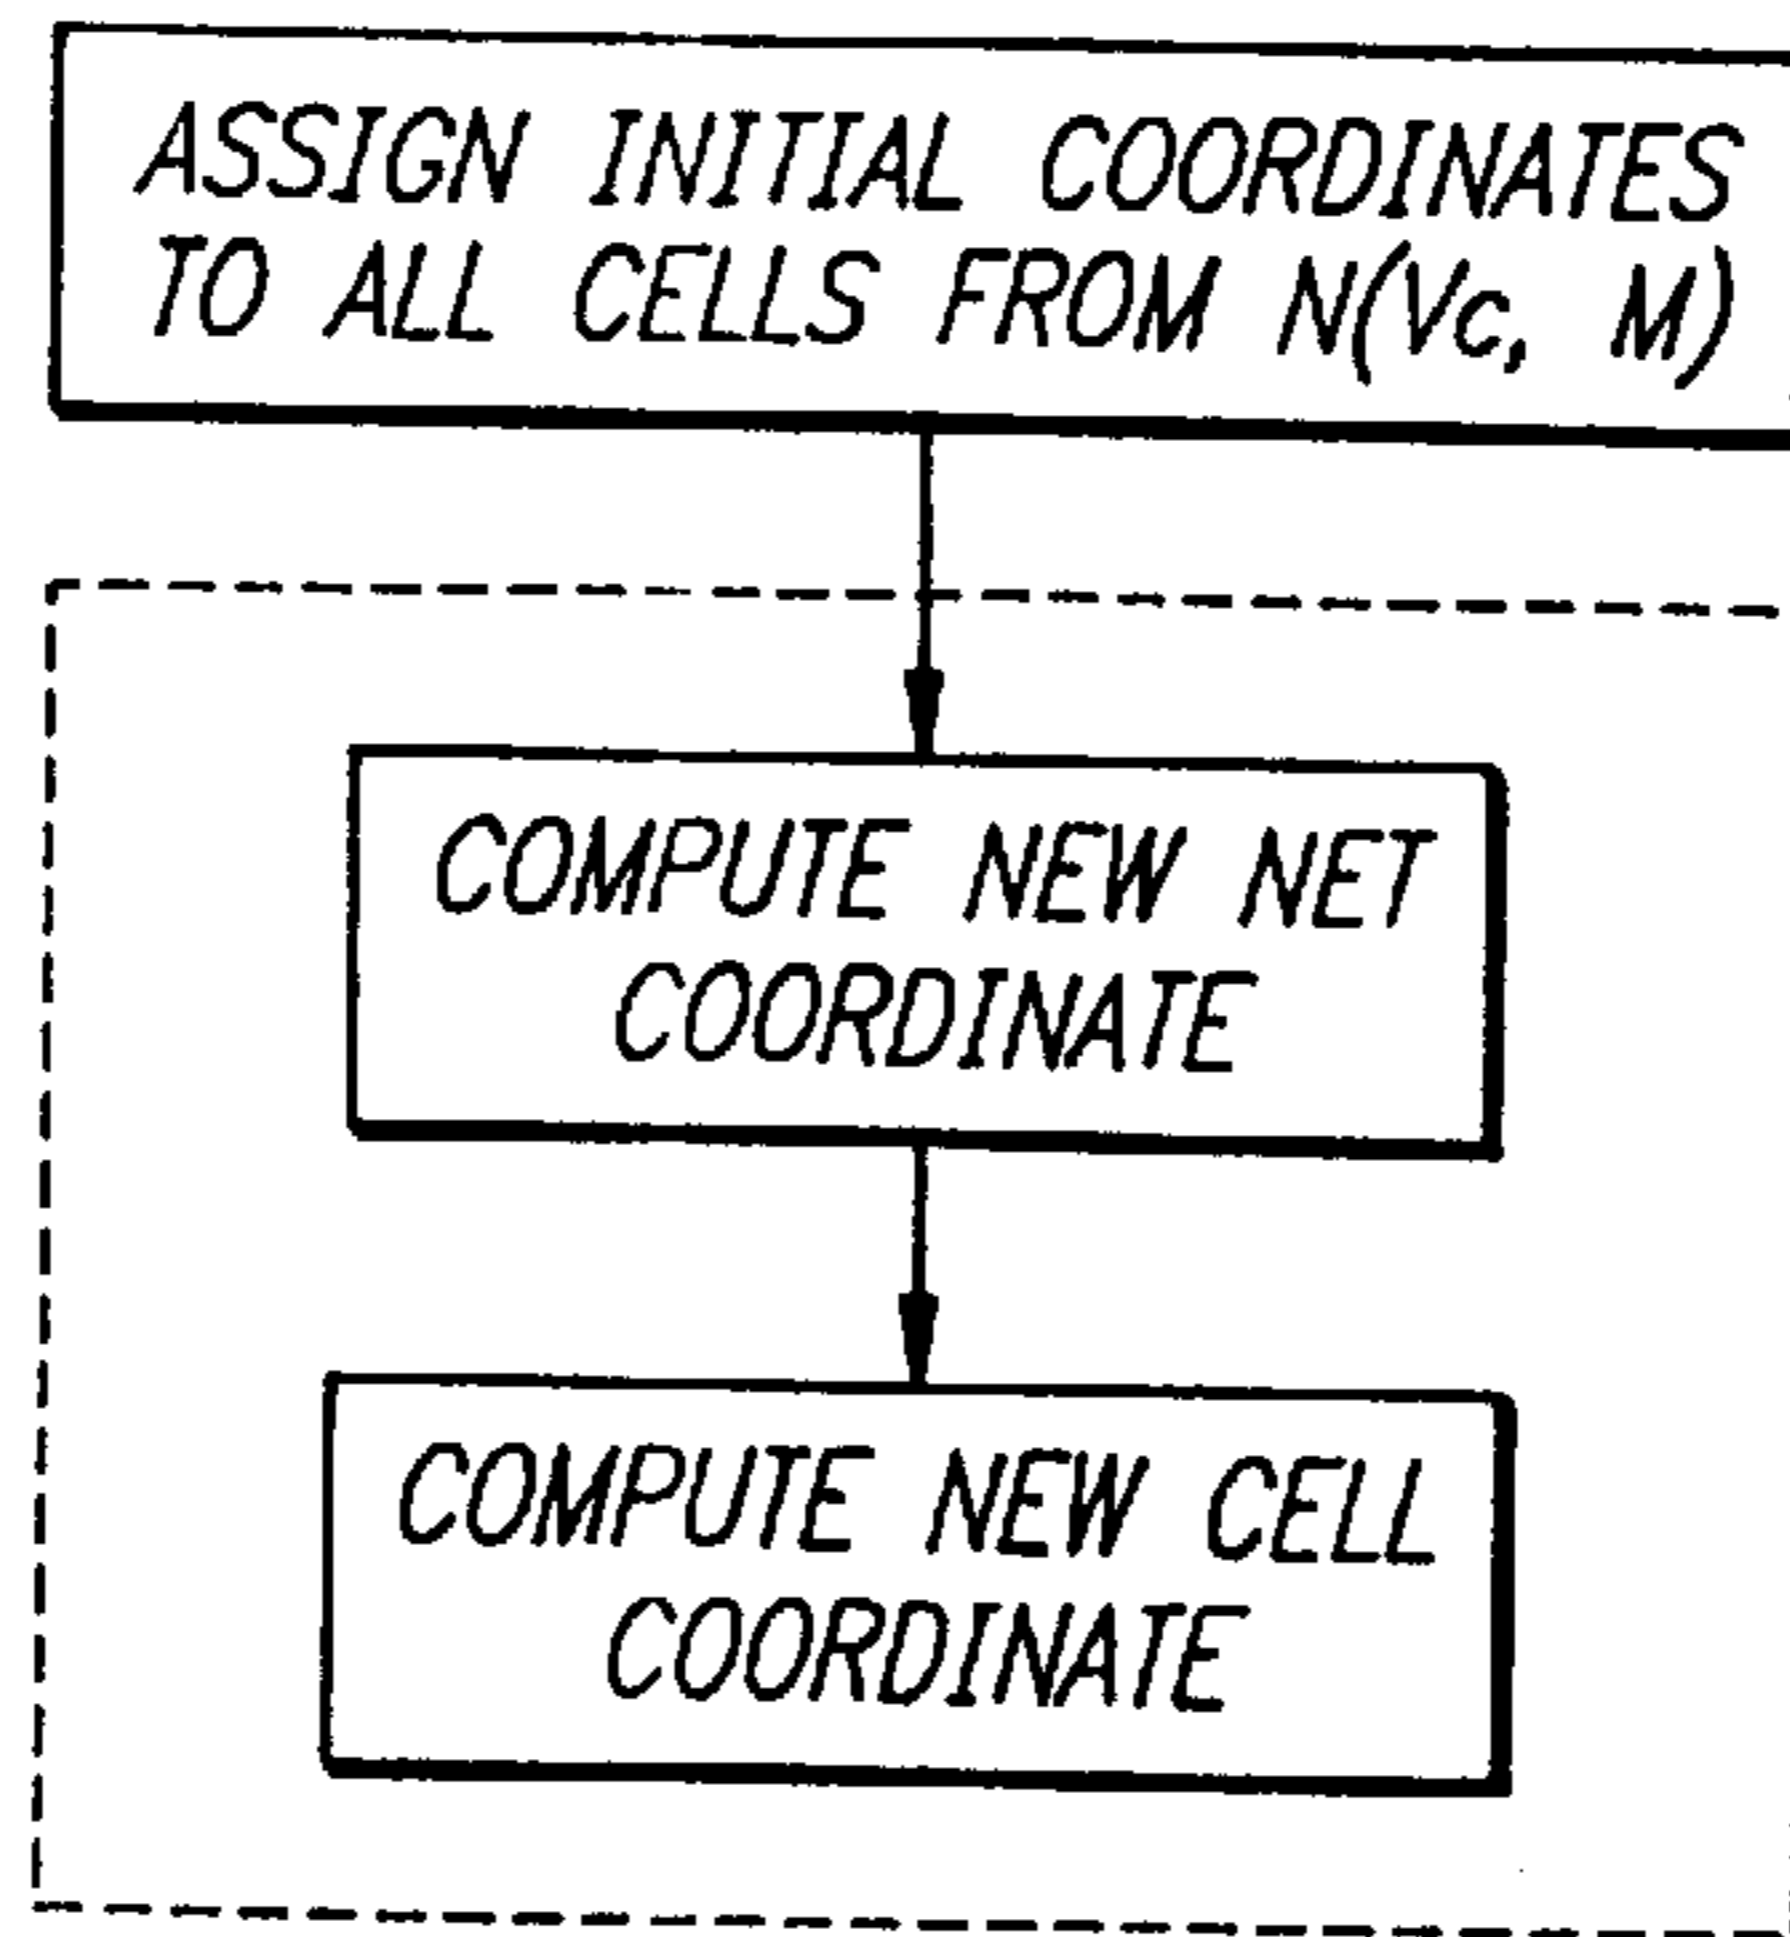 ASSIGN INITIAL COORDINATES
TO ALL CELLS FROM N(Vc, M)
COMPUTE NEW NET
COORDINATE
COMPUTE NEW CELL
COORDINATE